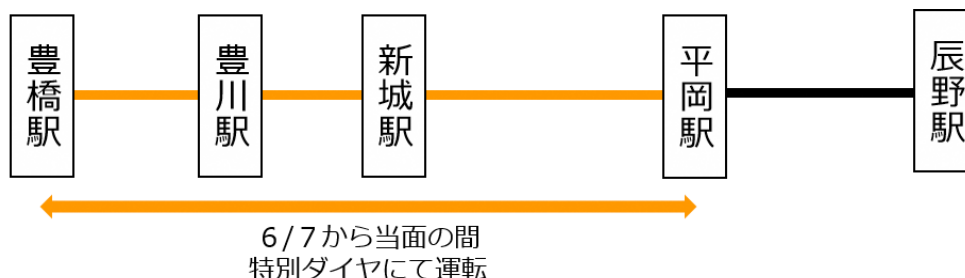 豊橋駅
豊川駅
新城駅
平岡駅
辰野駅
6/7から当面の間
特別ダイヤにて運転